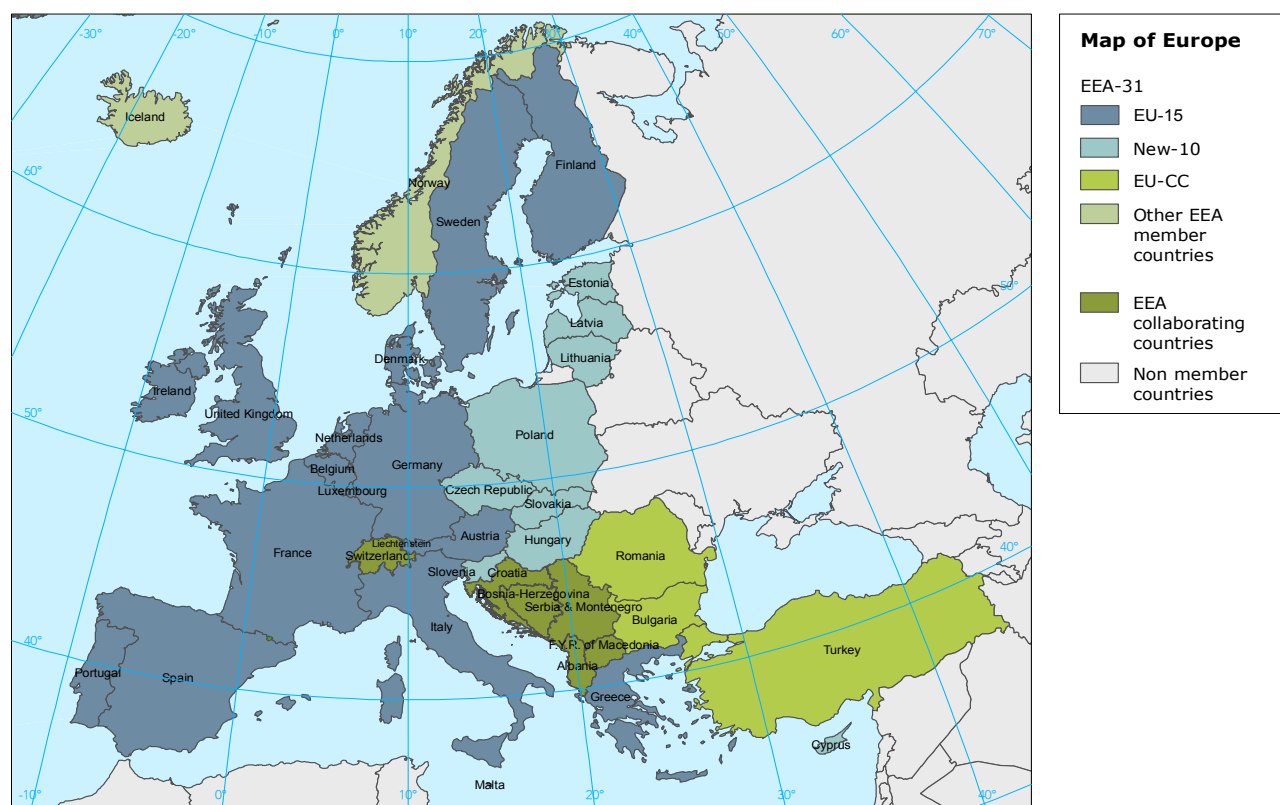 -30°
-20°
-10°
0°
10°
20°
30°
40°
50°
60°
70°
Iceland
60°
Finland
Norway
Sweden
Estonia
50°
Latvia
Denmark
Lithuania
Ireland
50°
United Kingdom
Netherlands
Poland
Belgium
Germany
Luxembourg
Czech Republic
Slovakia
Austria
Hungary
Liechtenstein
France
Switzerland
Romania
40°
Slovenia
Croatia
Bosnia-Herzegovina
Serbia & Montenegro
Bulgaria
Italy
40°
F.Y.R. of Macedonia
Turkey
Albania
Portugal
Spain
Greece
Cyprus
Malta
-10°
0°
10°
20°
30°
40°
Map of Europe
EEA-31
EU-15
New-10
EU-CC
Other EEA
member
countries
EEA
collaborating
countries
Non member
countries